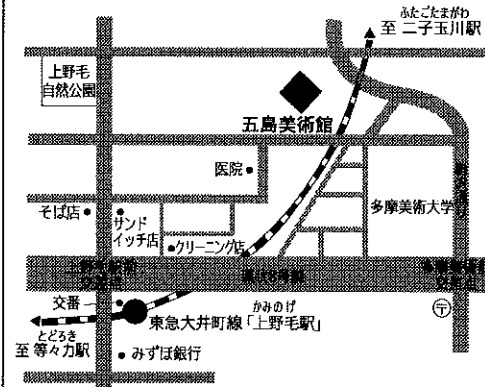 ふたごたまがわ
至 二子玉川駅
上野毛
自然公園
五島美術館
医院
そば店
サンド
イッチ店
クリーニング店
多摩美術大学
交番
かみのげ
東急大井町線「上野毛駅」
とどろき
至 等々力駅
みずほ銀行
〒